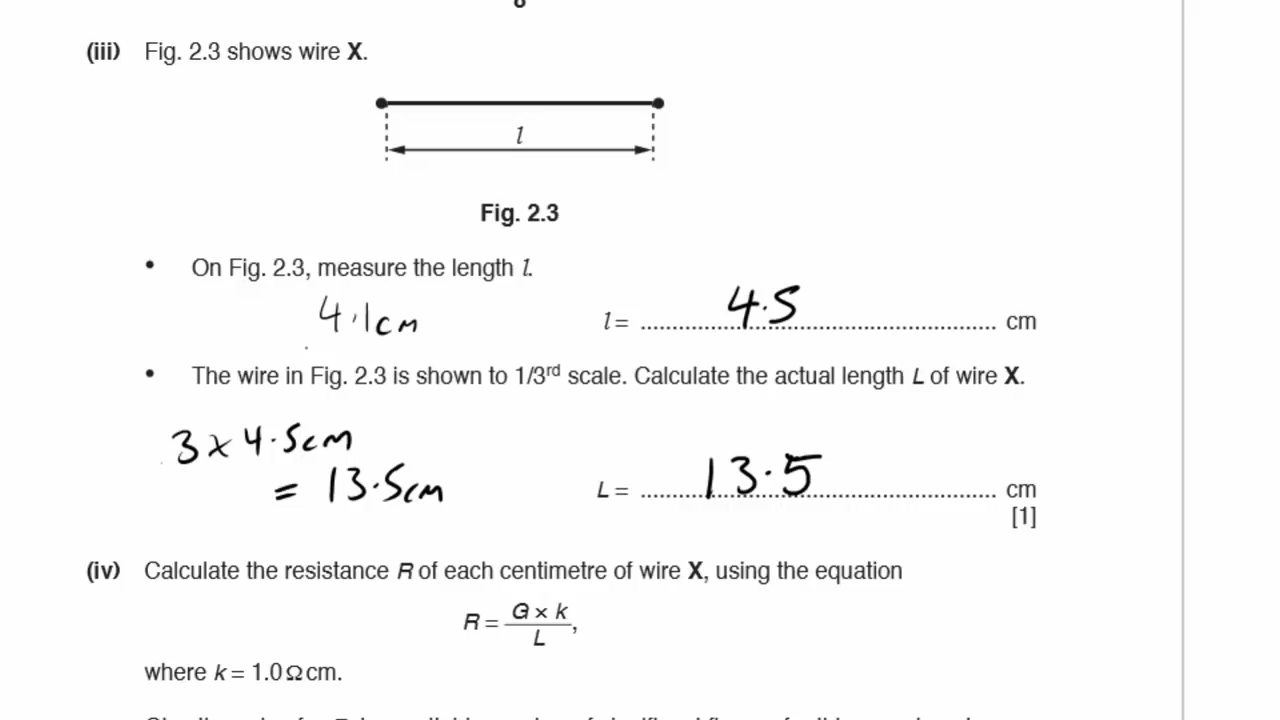 (iii) Fig. 2.3 shows wire X.
l
Fig. 2.3
• On Fig. 2.3, measure the length l.
4.1cm
l = 4.5 cm
• The wire in Fig. 2.3 is shown to 1/3rd scale. Calculate the actual length L of wire X.
3 x 4.5cm
= 13.5cm
L = 13.5 cm
[1]
(iv) Calculate the resistance R of each centimetre of wire X, using the equation
R = G × k / L,
where k = 1.0 Ω cm.